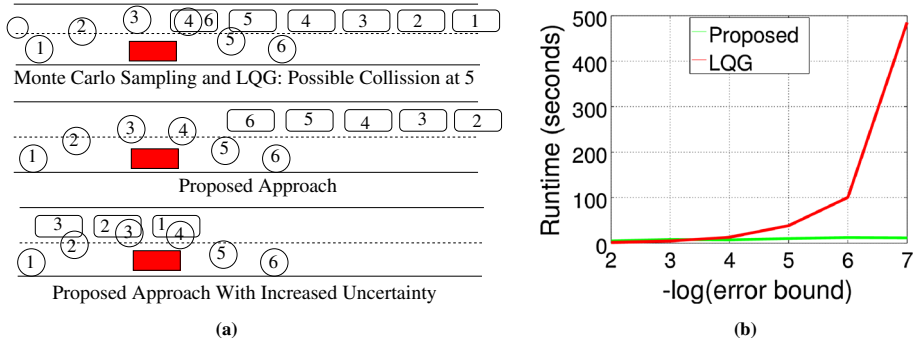 1 2 3 4 6 5 4 3 2 1
5 6
Monte Carlo Sampling and LQG: Possible Collission at 5
1 2 3 4 6 5 4 3 2
5 6
Proposed Approach
3 2 1
1 2 3 4 5 6
Proposed Approach With Increased Uncertainty
(a)
Runtime (seconds)
500
400
300
200
100
0
Proposed
LQG
2 3 4 5 6 7
-log(error bound)
(b)